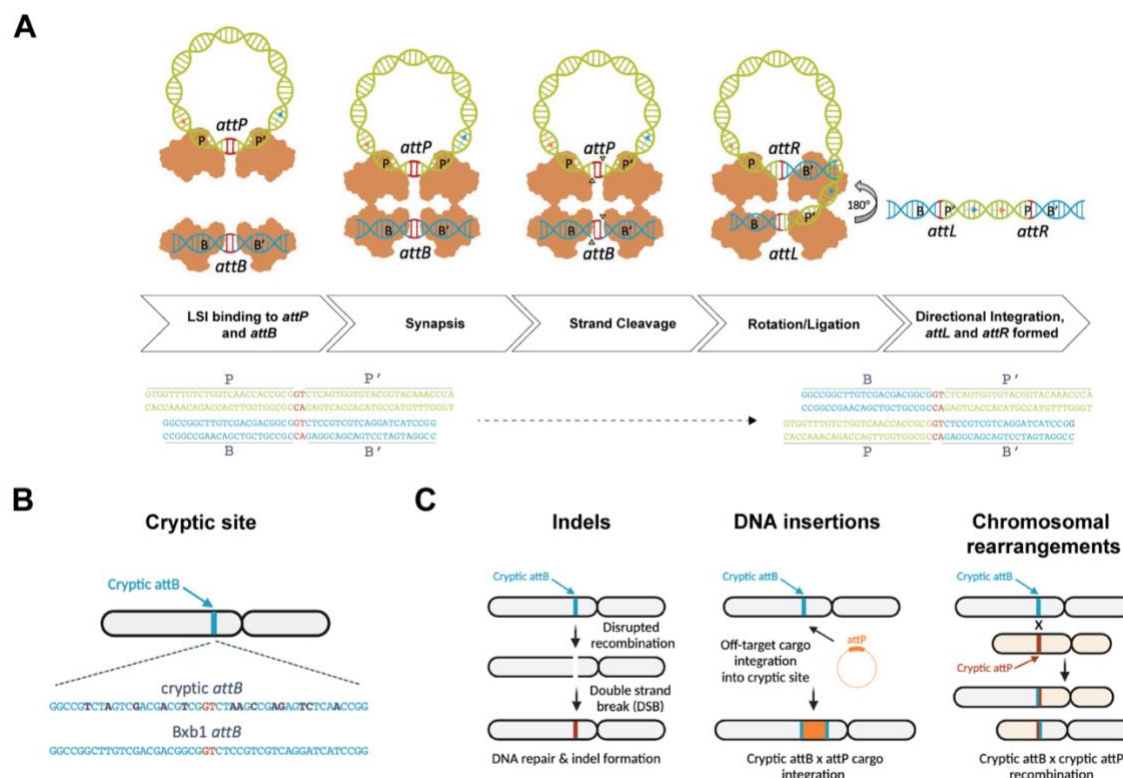 A
attP
P P'
B B'
attB
attP
P P'
B B'
attB
attP
P P'
B B'
attB
attR
P B'
B P'
attL
180°
B P' P B'
attL attR
LSI binding to attP and attB
Synopsis
Strand Cleavage
Rotation/Ligation
Directional Integration, attL and attR formed
P P'
GTGGTTTGTCTGGTCAACCACCGCGGTCTCAGTGGTGTACGGTACAAACCCA
CACCAAACAGACCAGTTGGTGGCGCCAGAGTCACCACATGCCATGTTTGGGT
GGCCGGCTTGTCGACGACGGCGGTCTCCGTCGTCAGGATCATCCGG
CCGGCCGAACAGCTGCTGCCGCCAGAGGCAGCAGTCCTAGTAGGCC
B B'
B P'
GGCCGGCTTGTCGACGACGGCGGTCTCAGTGGTGTACGGTACAAACCCA
CCGGCCGAACAGCTGCTGCCGCCAGAGTCACCACATGCCATGTTTGGGT
GTGGTTTGTCTGGTCAACCACCGCGGTCTCCGTCGTCAGGATCATCCGG
CACCAAACAGACCAGTTGGTGGCGCCAGAGGCAGCAGTCCTAGTAGGCC
P B'
B
Cryptic site
Cryptic attB
cryptic attB
GGCCGTCTAGTCGACGACGTCGGTCTAAGCCGAGAGTCTCAACCGG
Bxb1 attB
GGCCGGCTTGTCGACGACGGCGGTCTCCGTCGTCAGGATCATCCGG
C
Indels
Cryptic attB
Disrupted
recombination
Double strand
break (DSB)
DNA repair & indel formation
DNA insertions
Cryptic attB
attP
Off-target cargo
integration
into cryptic site
Cryptic attB x attP cargo
integration
Chromosomal
rearrangements
Cryptic attB
X
Cryptic attP
Cryptic attB x cryptic attP
recombination